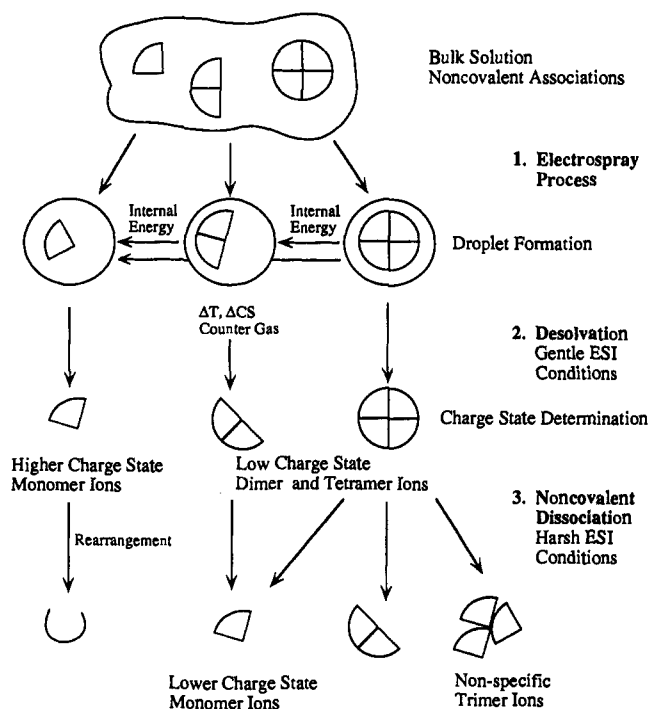 Bulk Solution
Noncovalent Associations
1. Electrospray
Process
Internal
Energy
Internal
Energy
Droplet Formation
ΔT, ΔCS
Counter Gas
2. Desolvation
Gentle ESI
Conditions
Charge State Determination
Higher Charge State
Monomer Ions
Low Charge State
Dimer and Tetramer Ions
3. Noncovalent
Dissociation
Harsh ESI
Conditions
Rearrangement
Lower Charge State
Monomer Ions
Non-specific
Trimer Ions